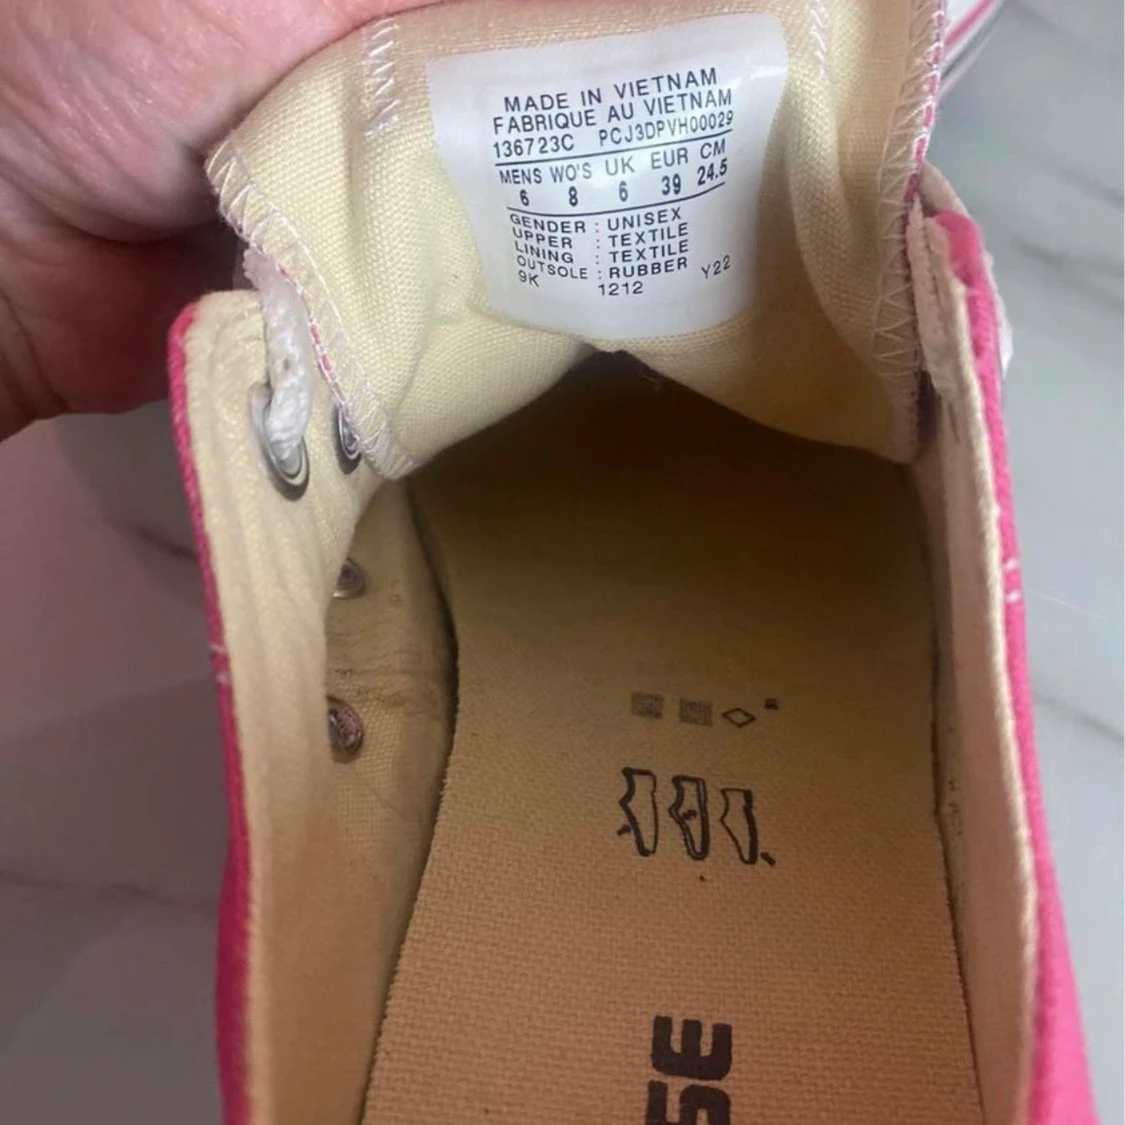 MADE IN VIETNAM
FABRIQUE AU VIETNAM
136723C PCJ3DPVH00029
MENS WO'S UK EUR CM
6 8 6 39 24.5
GENDER : UNISEX
UPPER : TEXTILE
LINING : TEXTILE
OUTSOLE : RUBBER Y22
9K 1212
SE